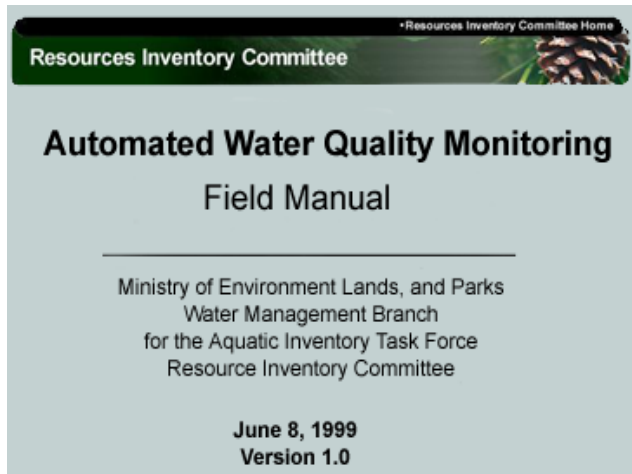 •Resources Inventory Committee Home
Resources Inventory Committee
Automated Water Quality Monitoring
Field Manual
Ministry of Environment Lands, and Parks
Water Management Branch
for the Aquatic Inventory Task Force
Resource Inventory Committee
June 8, 1999
Version 1.0